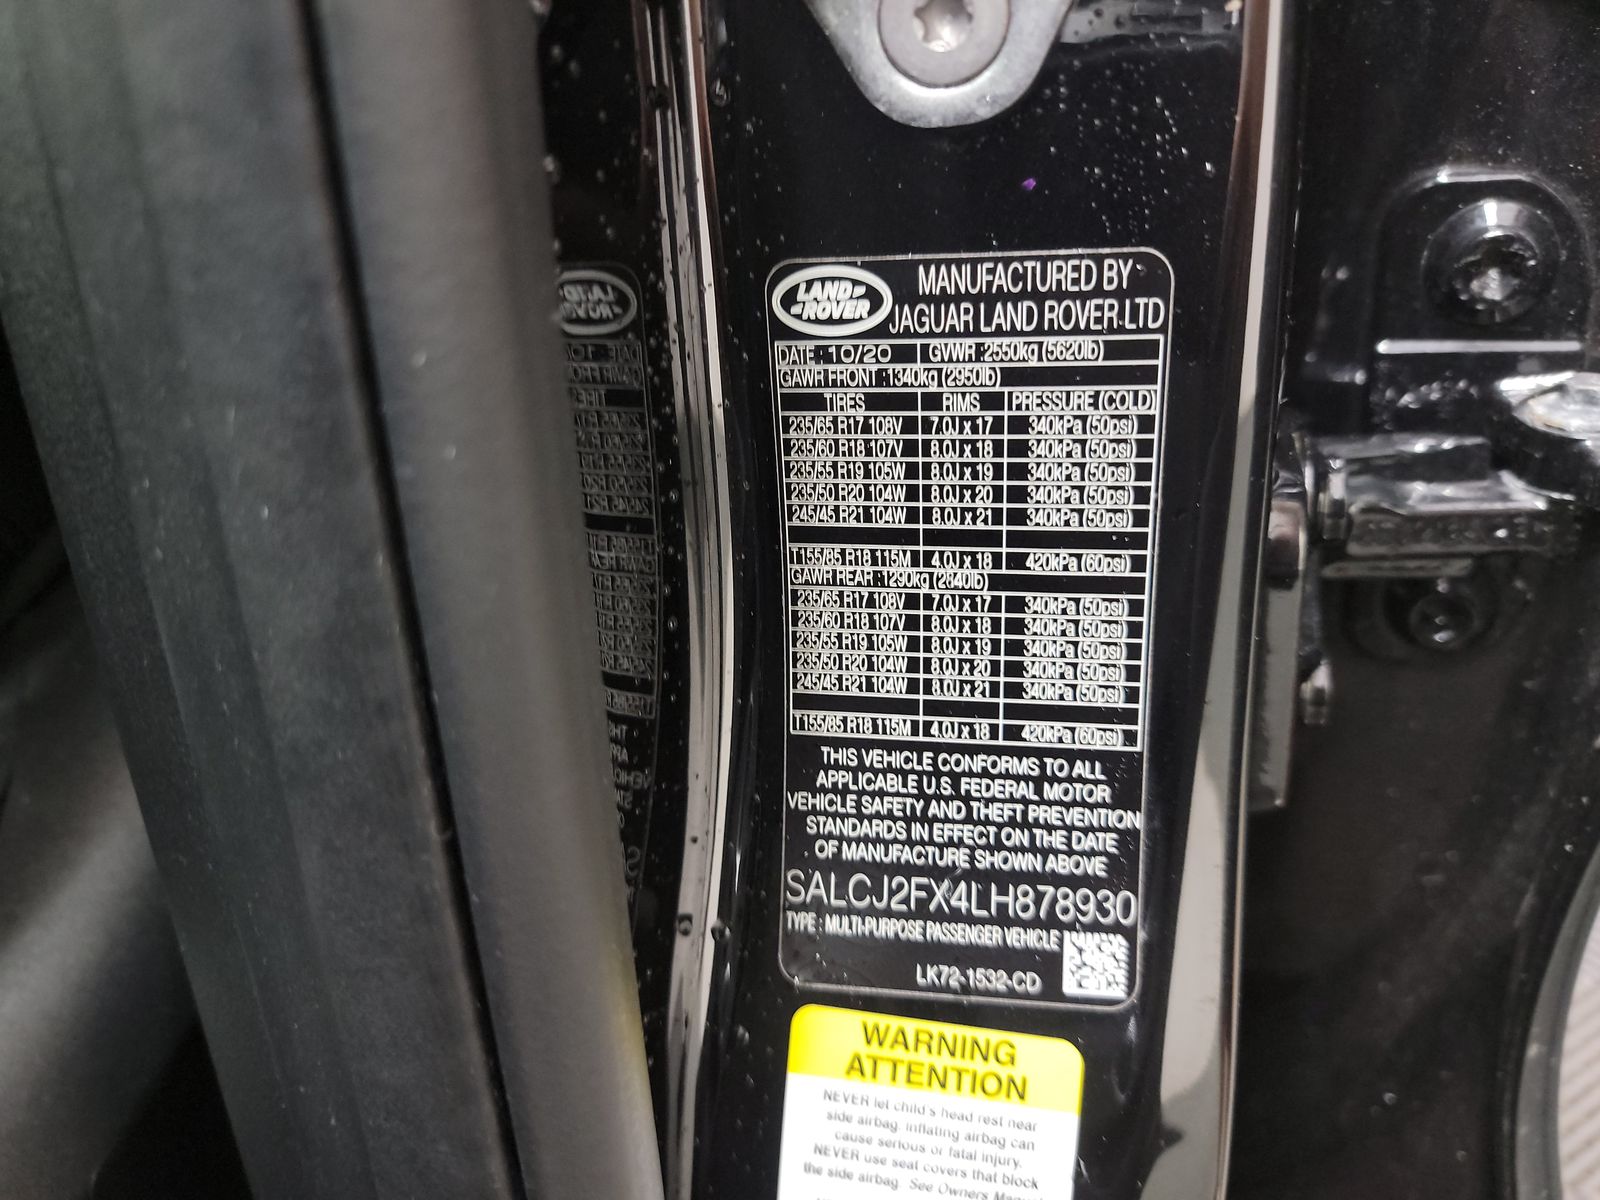 LAND-
-ROVER
MANUFACTURED BY
JAGUAR LAND ROVER LTD
DATE : 10/20 GVWR :2550kg (5620lb)
GAWR FRONT :1340kg (2950lb)
TIRES RIMS PRESSURE (COLD)
235/65 R17 108V 7.0J x 17 340kPa (50psi)
235/60 R18 107V 8.0J x 18 340kPa (50psi)
235/55 R19 105W 8.0J x 19 340kPa (50psi)
235/50 R20 104W 8.0J x 20 340kPa (50psi)
245/45 R21 104W 8.0J x 21 340kPa (50psi)
T155/85 R18 115M 4.0J x 18 420kPa (60psi)
GAWR REAR :1290kg (2840lb)
235/65 R17 108V 7.0J x 17 340kPa (50psi)
235/60 R18 107V 8.0J x 18 340kPa (50psi)
235/55 R19 105W 8.0J x 19 340kPa (50psi)
235/50 R20 104W 8.0J x 20 340kPa (50psi)
245/45 R21 104W 8.0J x 21 340kPa (50psi)
T155/85 R18 115M 4.0J x 18 420kPa (60psi)
THIS VEHICLE CONFORMS TO ALL
APPLICABLE U.S. FEDERAL MOTOR
VEHICLE SAFETY AND THEFT PREVENTION
STANDARDS IN EFFECT ON THE DATE
OF MANUFACTURE SHOWN ABOVE
SALCJ2FX4LH878930
TYPE : MULTI-PURPOSE PASSENGER VEHICLE
LK72-1532-CD
WARNING
ATTENTION
NEVER let child's head rest near
side airbag. inflating airbag can
cause serious or fatal injury.
NEVER use seat covers that block
the side airbag. See Owners